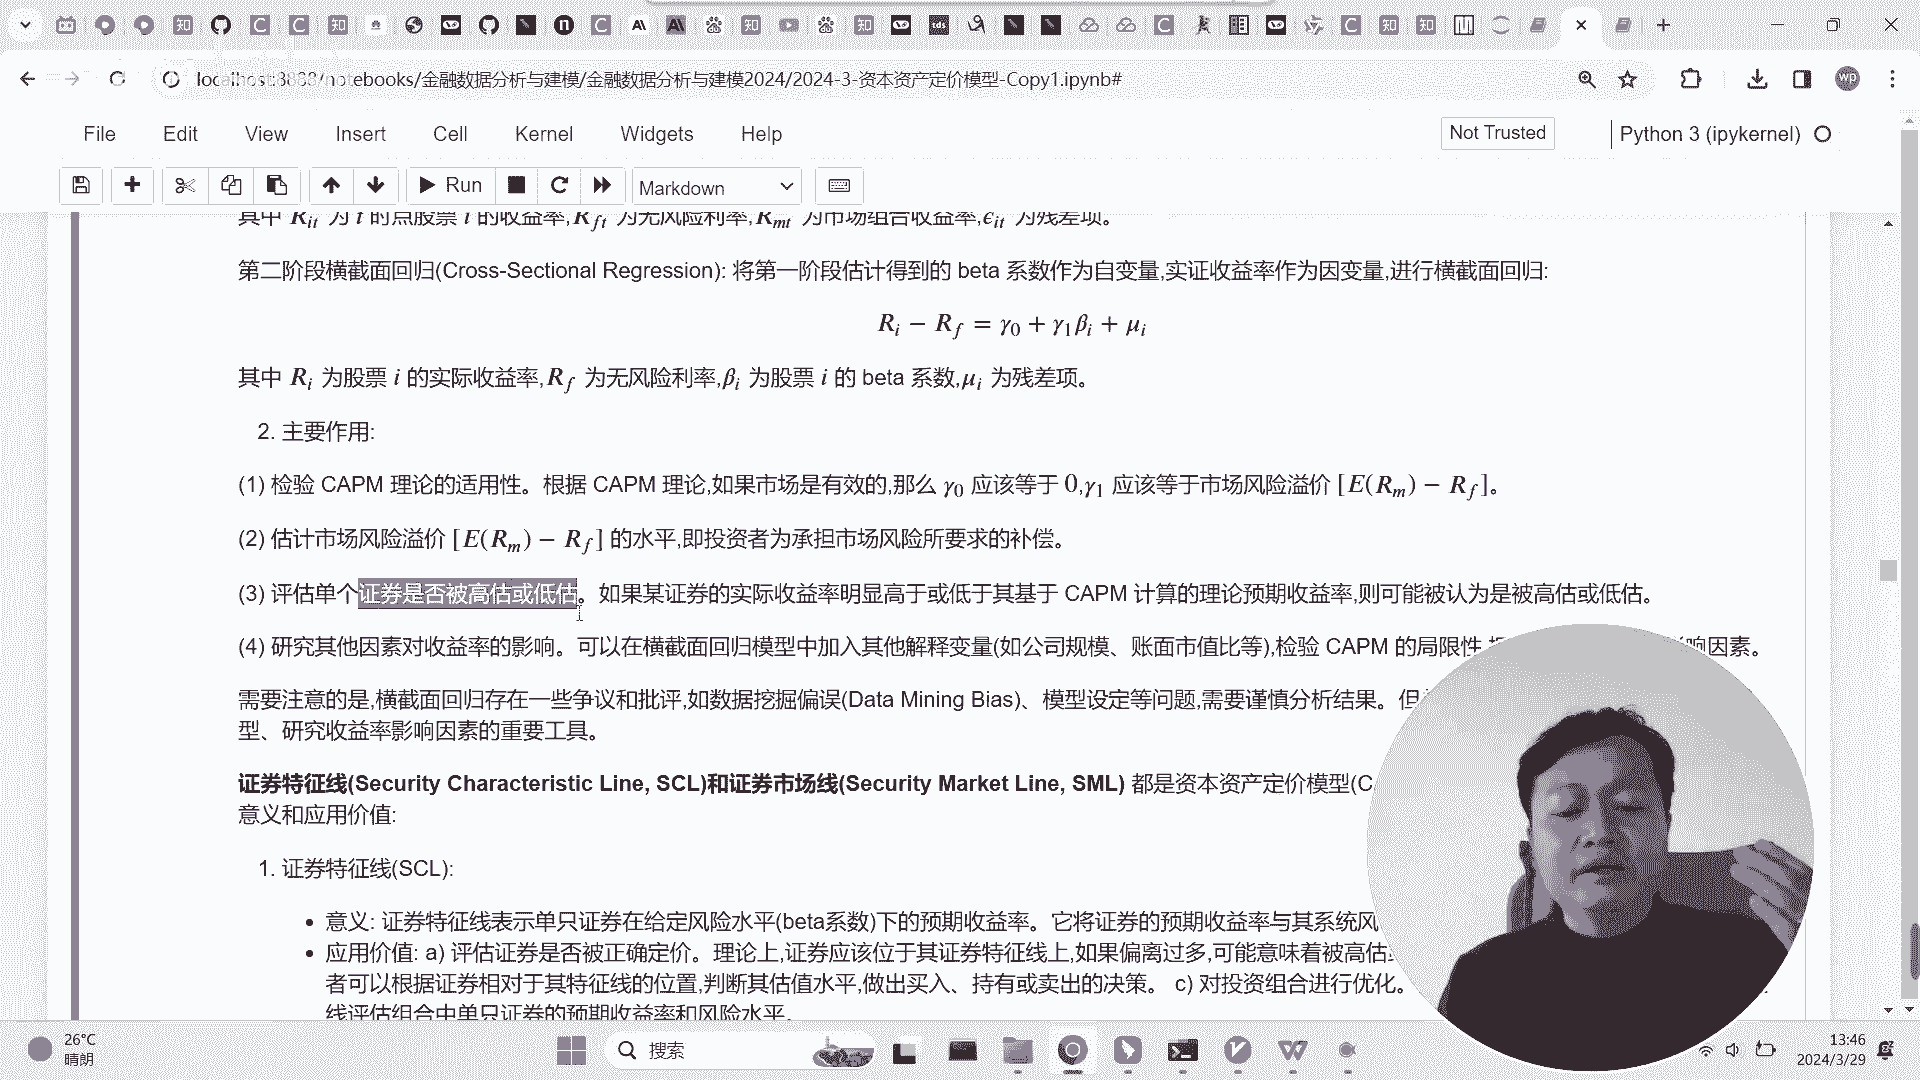 localhost:8888/notebooks/金融数据分析与建模/金融数据分析与建模2024/2024-3-资本资产定价模型-Copy1.ipynb#
wp
File Edit View Insert Cell Kernel Widgets Help
Not Trusted
Python 3 (ipykernel)
Run
Markdown
其中 R_it 为 t 时点股票 i 的收益率,R_ft 为无风险利率,R_mt 为市场组合收益率,ϵ_it 为残差项。
第二阶段横截面回归(Cross-Sectional Regression): 将第一阶段估计得到的 beta 系数作为自变量,实证收益率作为因变量,进行横截面回归:
R_i − R_f = γ_0 + γ_1β_i + μ_i
其中 R_i 为股票 i 的实际收益率,R_f 为无风险利率,β_i 为股票 i 的 beta 系数,μ_i 为残差项。
2. 主要作用:
(1) 检验 CAPM 理论的适用性。根据 CAPM 理论,如果市场是有效的,那么 γ_0 应该等于 0,γ_1 应该等于市场风险溢价 [E(R_m) − R_f]。
(2) 估计市场风险溢价 [E(R_m) − R_f] 的水平,即投资者为承担市场风险所要求的补偿。
(3) 评估单个证券是否被高估或低估。如果某证券的实际收益率明显高于或低于其基于 CAPM 计算的理论预期收益率,则可能被认为是被高估或低估。
(4) 研究其他因素对收益率的影响。可以在横截面回归模型中加入其他解释变量(如公司规模、账面市值比等),检验 CAPM 的局限性,
响因素。
需要注意的是,横截面回归存在一些争议和批评,如数据挖掘偏误(Data Mining Bias)、模型设定等问题,需要谨慎分析结果。但
型、研究收益率影响因素的重要工具。
证券特征线(Security Characteristic Line, SCL)和证券市场线(Security Market Line, SML) 都是资本资产定价模型(C
意义和应用价值:
1. 证券特征线(SCL):
• 意义: 证券特征线表示单只证券在给定风险水平(beta系数)下的预期收益率。它将证券的预期收益率与其系统风
• 应用价值: a) 评估证券是否被正确定价。理论上,证券应该位于其证券特征线上,如果偏离过多,可能意味着被高估
者可以根据证券相对于其特征线的位置,判断其估值水平,做出买入、持有或卖出的决策。 c) 对投资组合进行优化。
线评估组合中单只证券的预期收益率和风险水平。
26°C
晴朗
搜索
13:46
2024/3/29